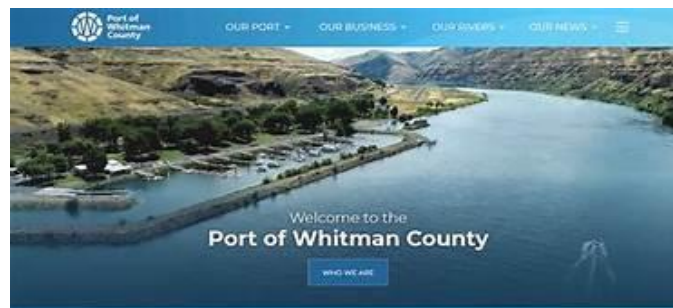 Port of
Whitman
County
OUR PORT
OUR BUSINESS
OUR RIVERS
OUR NEWS
Welcome to the
Port of Whitman County
WHO WE ARE